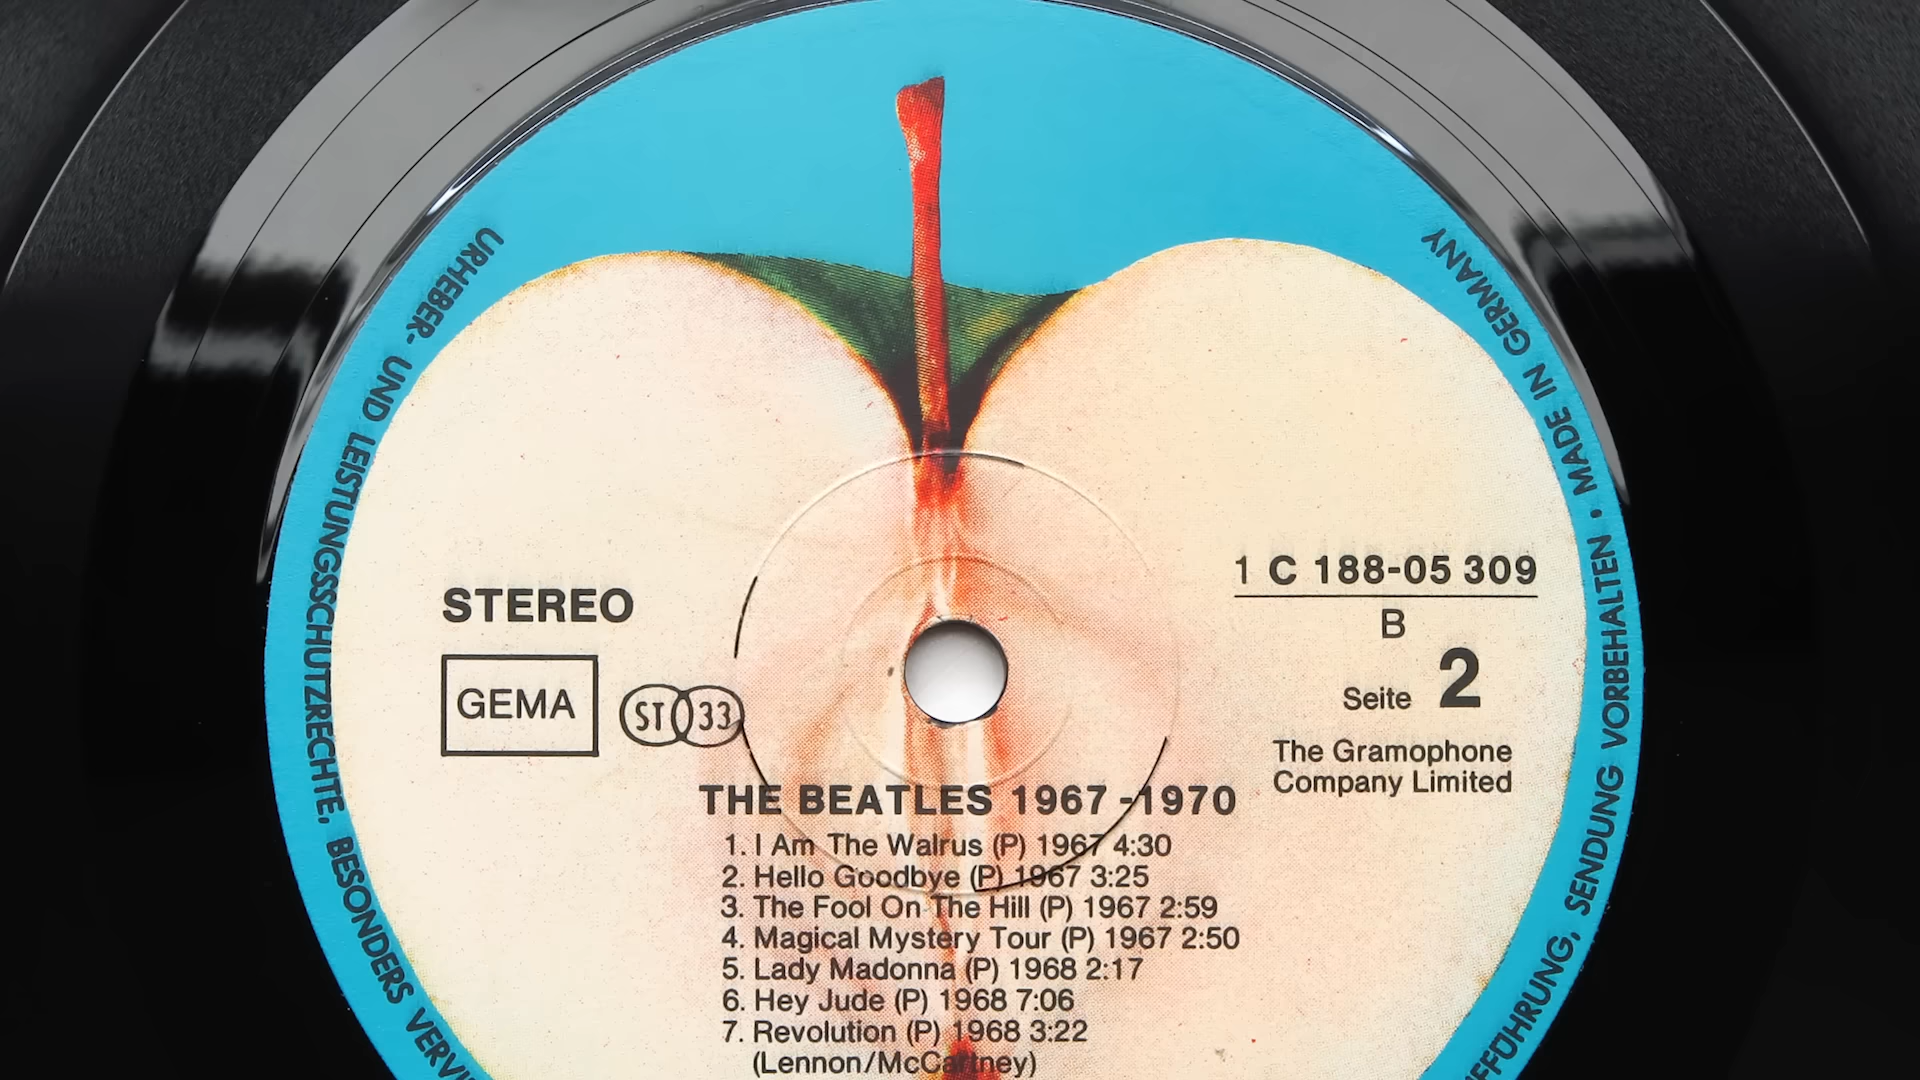 URHEBER- UND LEISTUNGSSCHUTZRECHTE, BESONDERS
SENDUNG VORBEHALTEN • MADE IN GERMANY
STEREO
GEMA
ST 33
1 C 188-05 309
B
Seite 2
The Gramophone
Company Limited
THE BEATLES 1967 -1970
1. I Am The Walrus (P) 1967 4:30
2. Hello Goodbye (P) 1967 3:25
3. The Fool On The Hill (P) 1967 2:59
4. Magical Mystery Tour (P) 1967 2:50
5. Lady Madonna (P) 1968 2:17
6. Hey Jude (P) 1968 7:06
7. Revolution (P) 1968 3:22
(Lennon/McCartney)